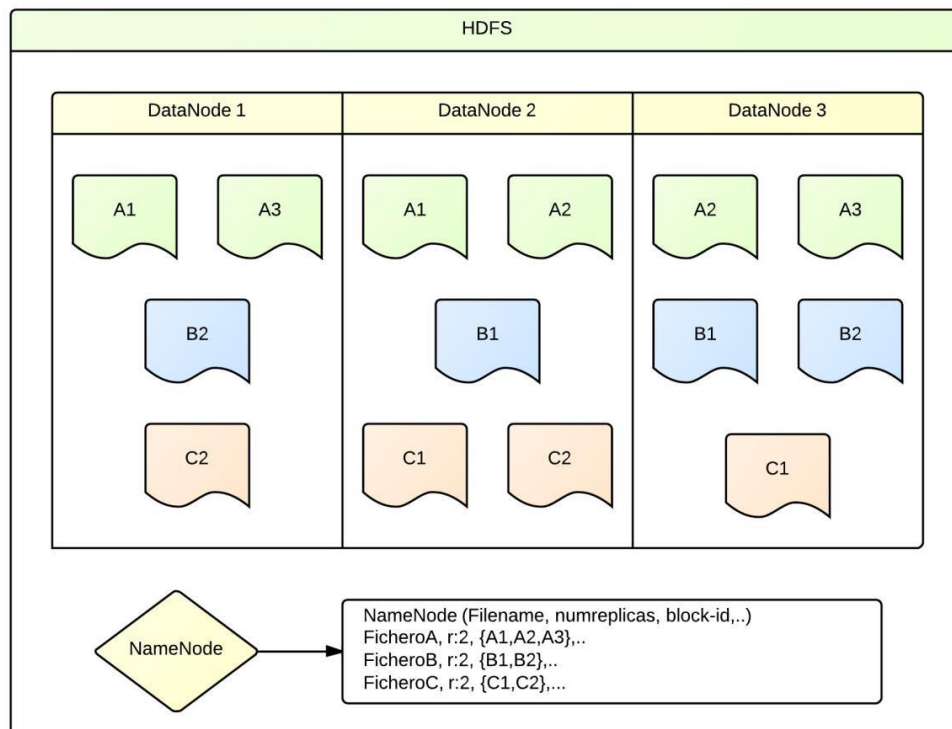 HDFS
DataNode 1
DataNode 2
DataNode 3
A1
A3
A1
A2
A2
A3
B2
B1
B1
B2
C2
C1
C2
C1
NameNode
NameNode (Filename, numreplicas, block-id,..)
FicheroA, r:2, {A1,A2,A3},..
FicheroB, r:2, {B1,B2},..
FicheroC, r:2, {C1,C2},...